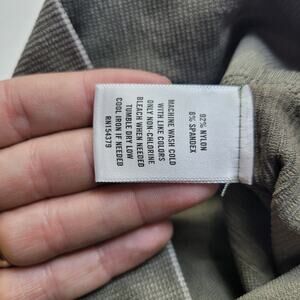 92% NYLON
8% SPANDEX
MACHINE WASH COLD
WITH LIKE COLORS
ONLY NON-CHLORINE
BLEACH WHEN NEEDED
TUMBLE DRY LOW
COOL IRON IF NEEDED
RN154379